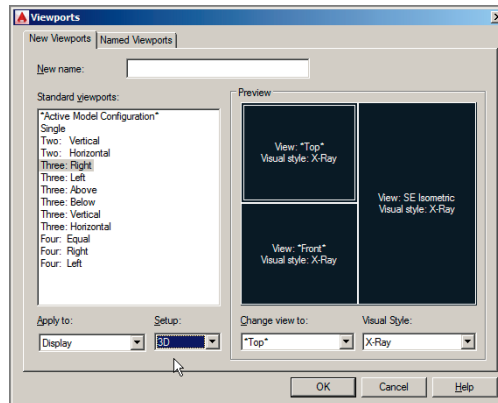 Viewports
New Viewports
Named Viewports
New name:
Standard viewports:
*Active Model Configuration*
Single
Two: Vertical
Two: Horizontal
Three: Right
Three: Left
Three: Above
Three: Below
Three: Vertical
Three: Horizontal
Four: Equal
Four: Right
Four: Left
Preview
View: *Top*
Visual style: X-Ray
View: SE Isometric
Visual style: X-Ray
View: *Front*
Visual style: X-Ray
Apply to:
Setup:
Change view to:
Visual Style:
Display
3D
*Top*
X-Ray
OK
Cancel
Help